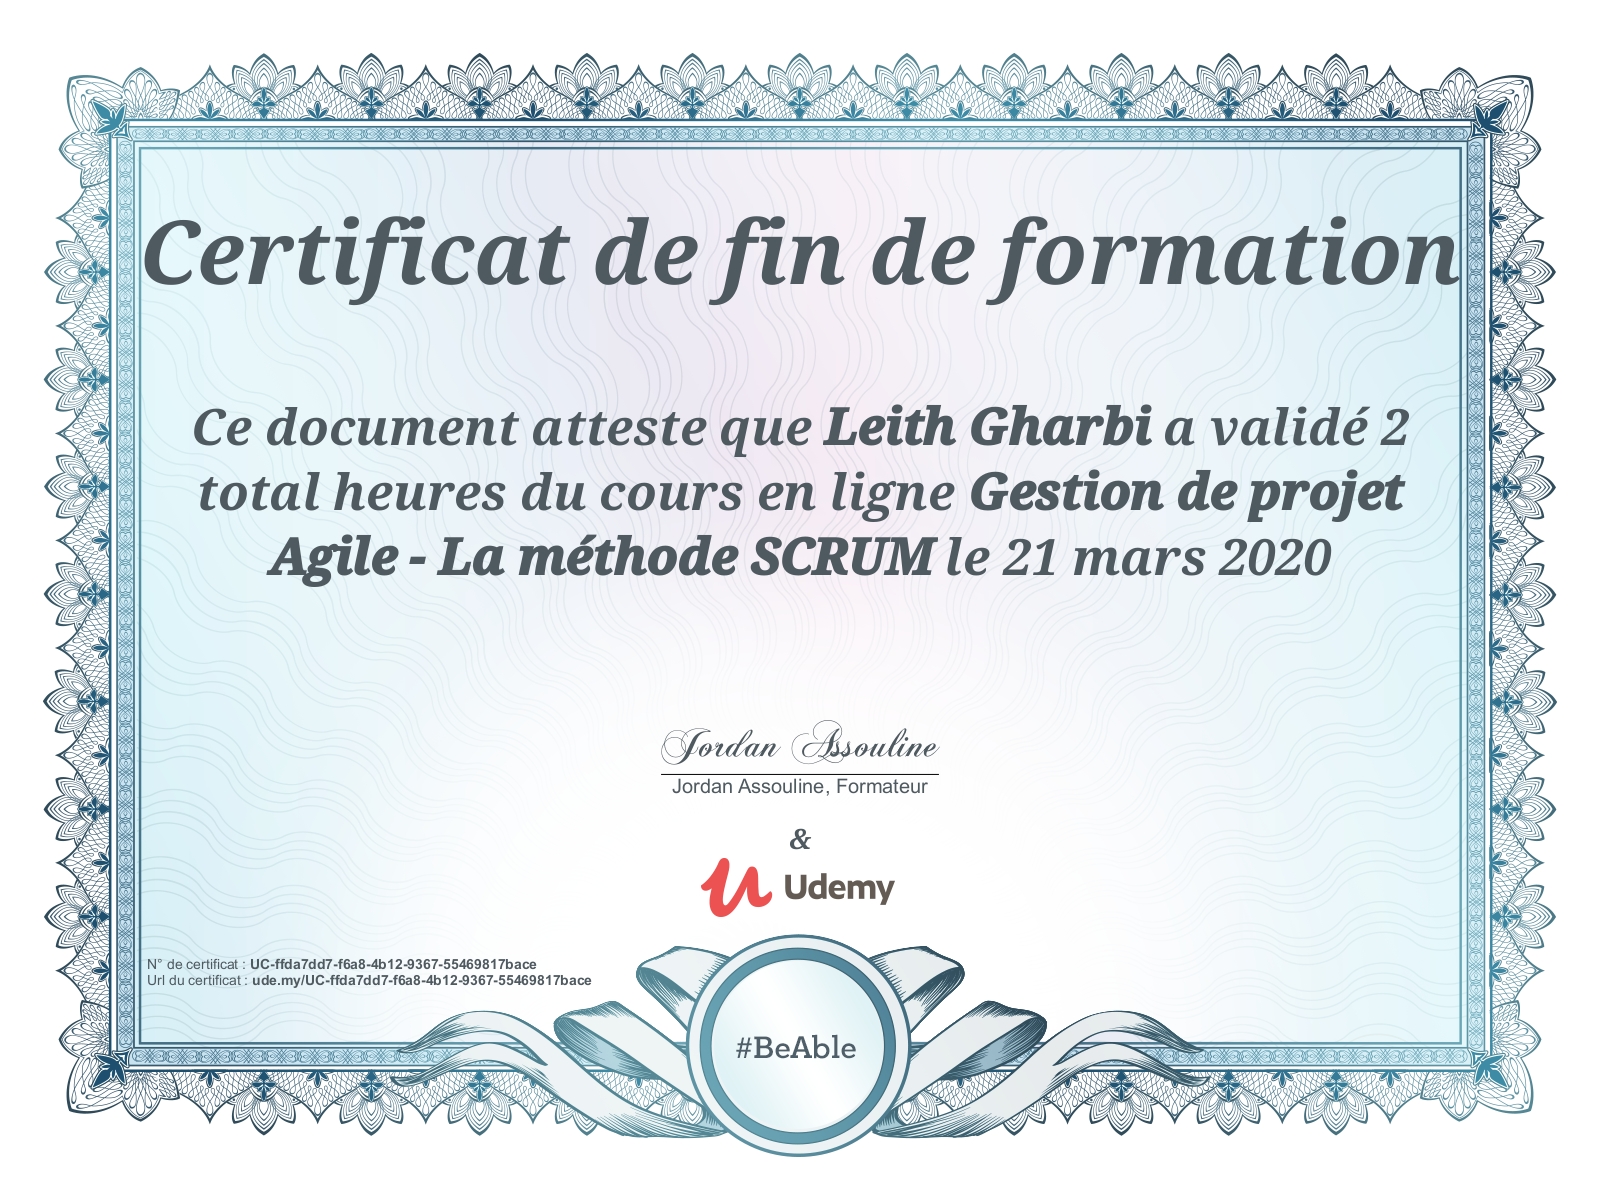 Certificat de fin de formation
Ce document atteste que Leith Gharbi a validé 2
total heures du cours en ligne Gestion de projet
Agile - La méthode SCRUM le 21 mars 2020
Jordan Assouline
Jordan Assouline, Formateur
&
Udemy
N° de certificat : UC-ffda7dd7-f6a8-4b12-9367-55469817bace
Url du certificat : ude.my/UC-ffda7dd7-f6a8-4b12-9367-55469817bace
#BeAble